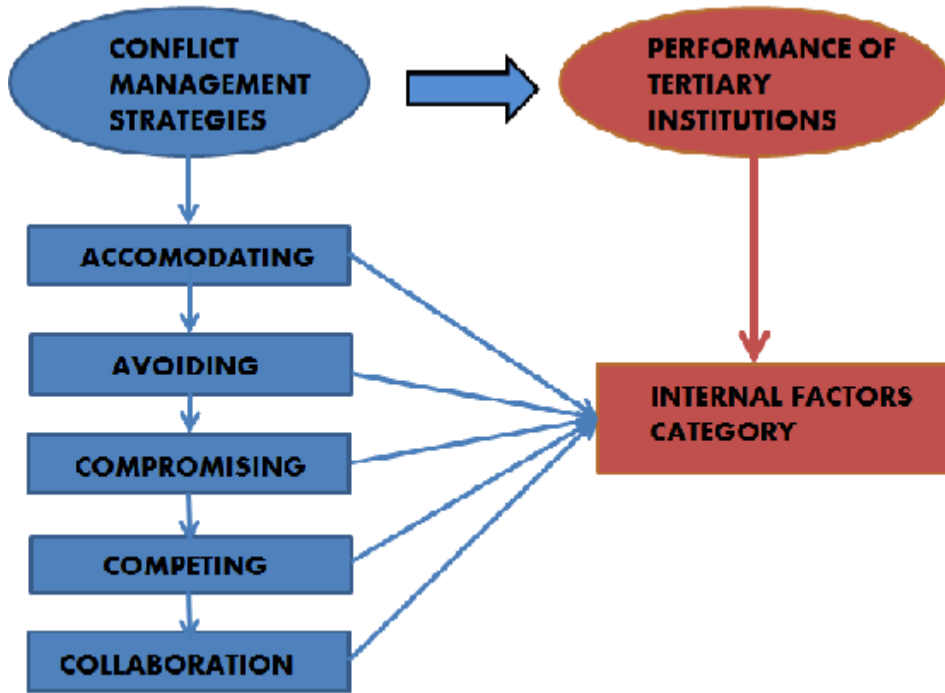 CONFLICT
MANAGEMENT
STRATEGIES
PERFORMANCE OF
TERTIARY
INSTITUTIONS
ACCOMODATING
AVOIDING
COMPROMISING
COMPETING
COLLABORATION
INTERNAL FACTORS
CATEGORY